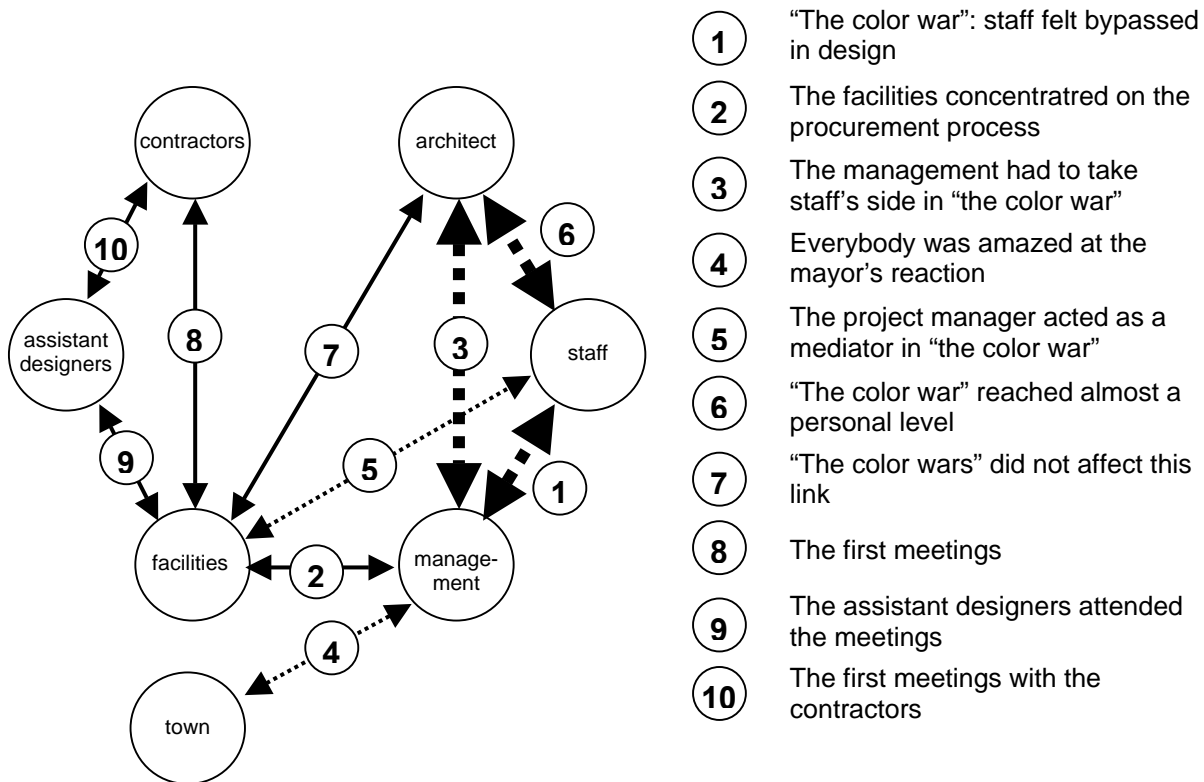 contractors
architect
10
6
assistant
designers
8
7
3
staff
9
5
1
facilities
2
manage-
ment
4
town
1
“The color war”: staff felt bypassed
in design
2
The facilities concentratred on the
procurement process
3
The management had to take
staff’s side in “the color war”
4
Everybody was amazed at the
mayor’s reaction
5
The project manager acted as a
mediator in “the color war”
6
“The color war” reached almost a
personal level
7
“The color wars” did not affect this
link
8
The first meetings
9
The assistant designers attended
the meetings
10
The first meetings with the
contractors